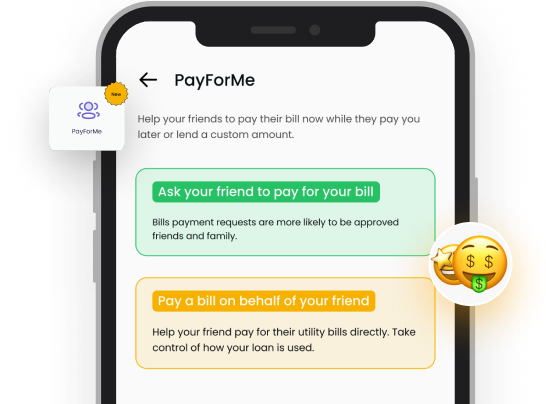 PayForMe
New
PayForMe
Help your friends to pay their bill now while they pay you
later or lend a custom amount.
Ask your friend to pay for your bill
Bills payment requests are more likely to be approved
friends and family.
Pay a bill on behalf of your friend
Help your friend pay for their utility bills directly. Take
control of how your loan is used.